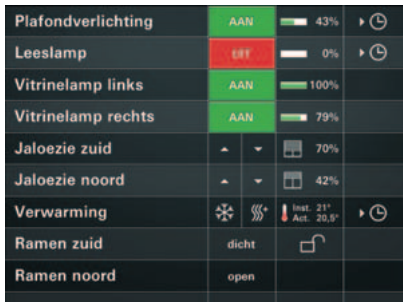 Plafondverlichting AAN 43%
Leeslamp 0%
Vitrinelamp links AAN 100%
Vitrinelamp rechts AAN 79%
Jaloezie zuid 70%
Jaloezie noord 42%
Verwarming Inst. 21° Act. 20,5°
Ramen zuid dicht
Ramen noord open